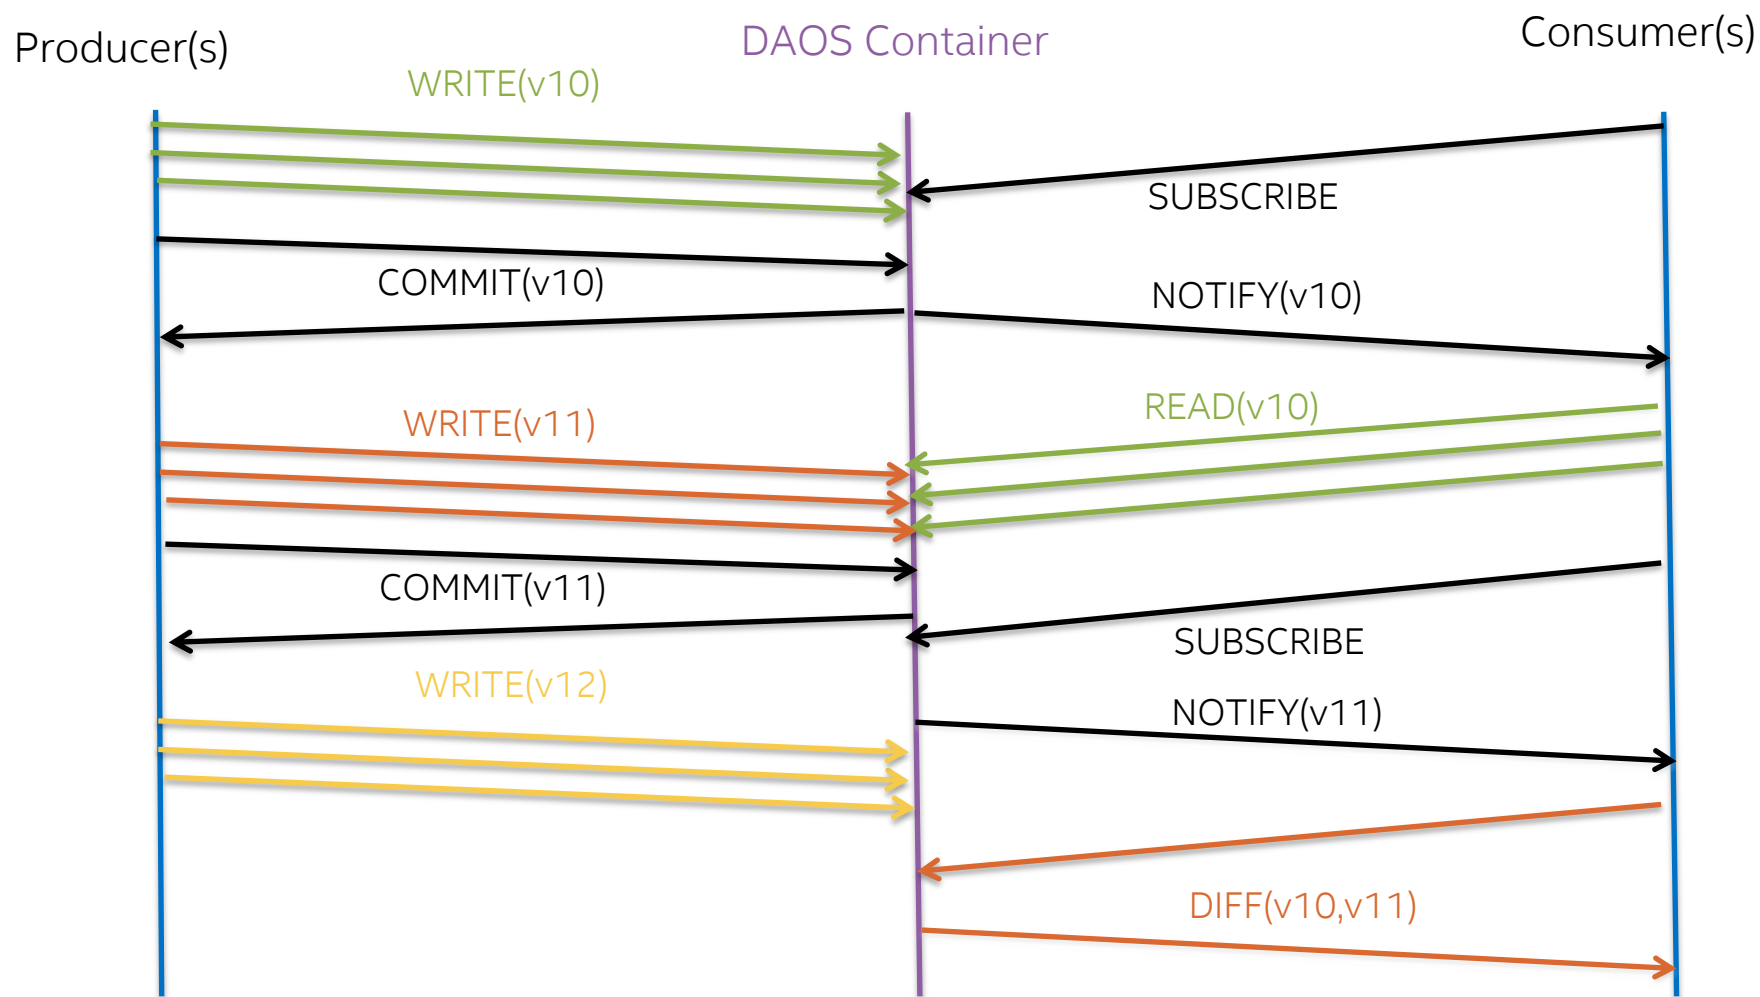 Producer(s)
DAOS Container
Consumer(s)
WRITE(v10)
SUBSCRIBE
COMMIT(v10)
NOTIFY(v10)
READ(v10)
WRITE(v11)
COMMIT(v11)
SUBSCRIBE
WRITE(v12)
NOTIFY(v11)
DIFF(v10,v11)